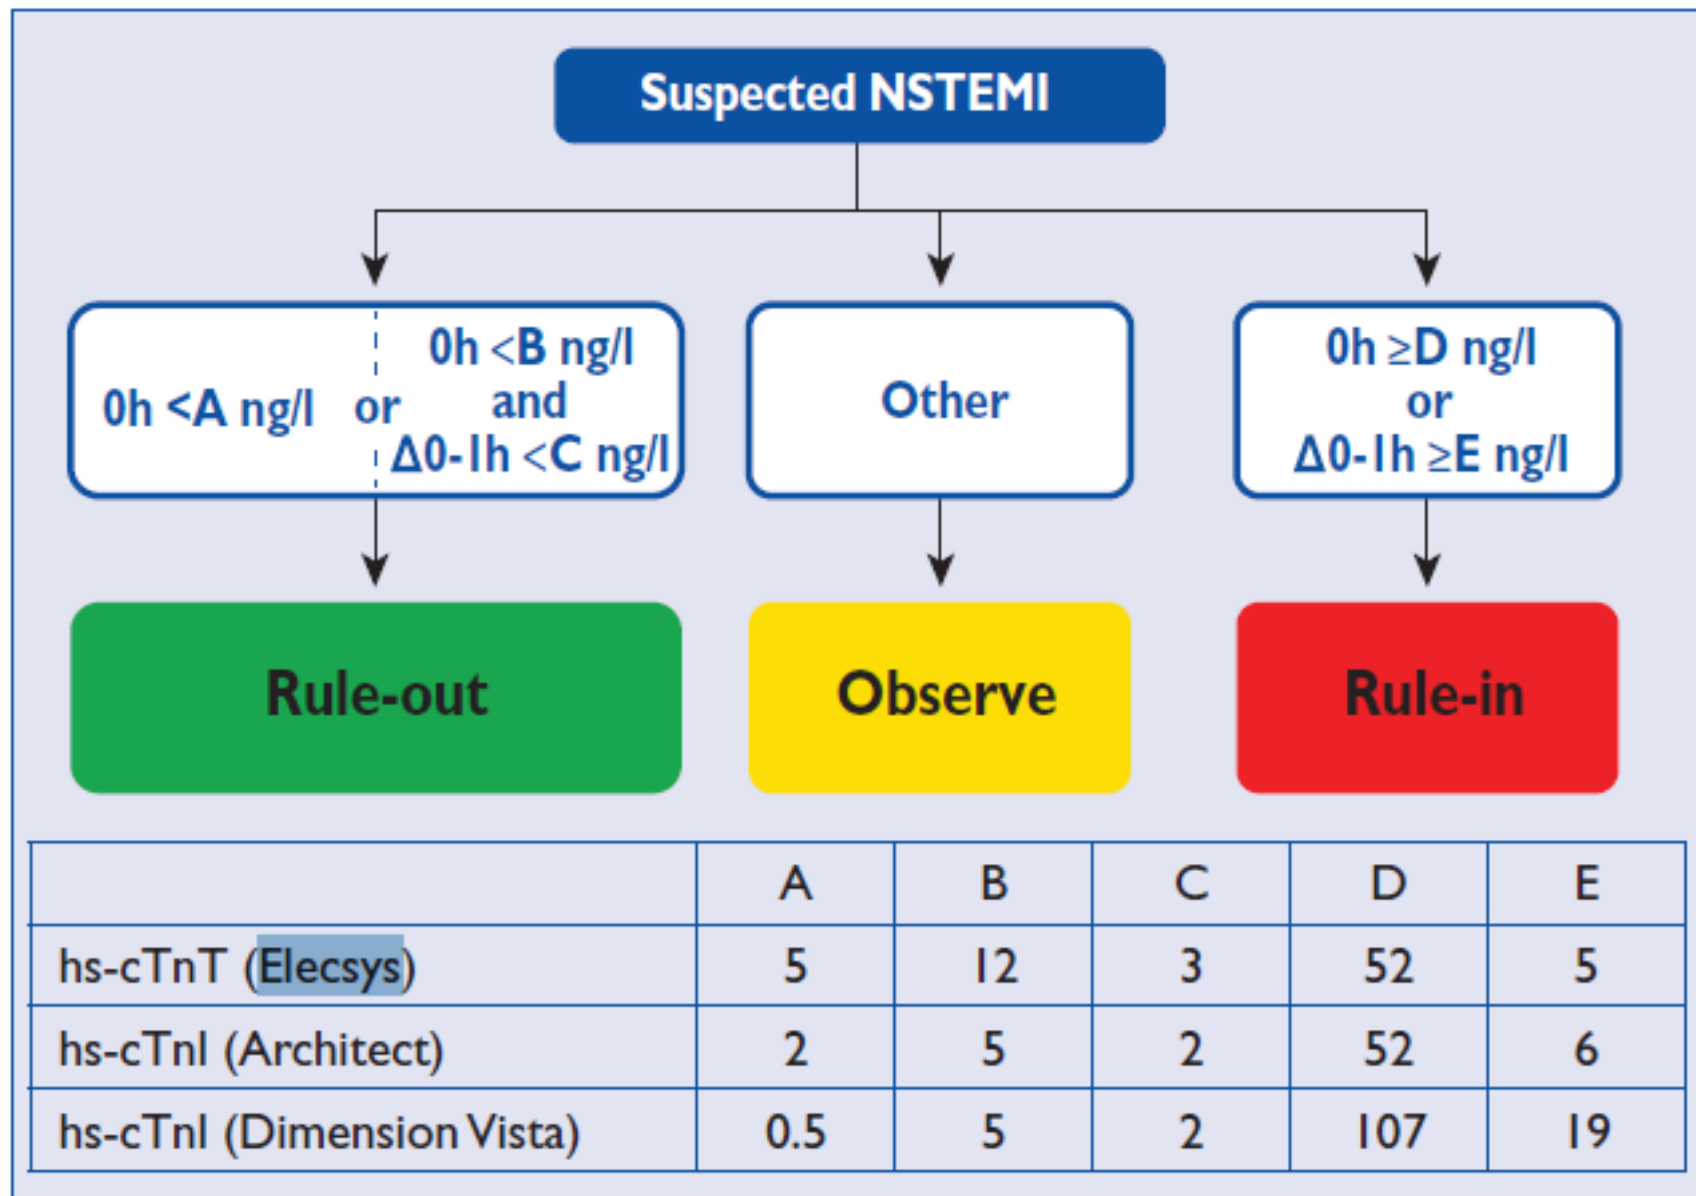 Suspected NSTEMI
0h <A ng/l or 0h <B ng/l
and
Δ0-1h <C ng/l
Other
0h ≥D ng/l
or
Δ0-1h ≥E ng/l
Rule-out
Observe
Rule-in
A B C D E
hs-cTnT (Elecsys) 5 12 3 52 5
hs-cTnI (Architect) 2 5 2 52 6
hs-cTnI (Dimension Vista) 0.5 5 2 107 19